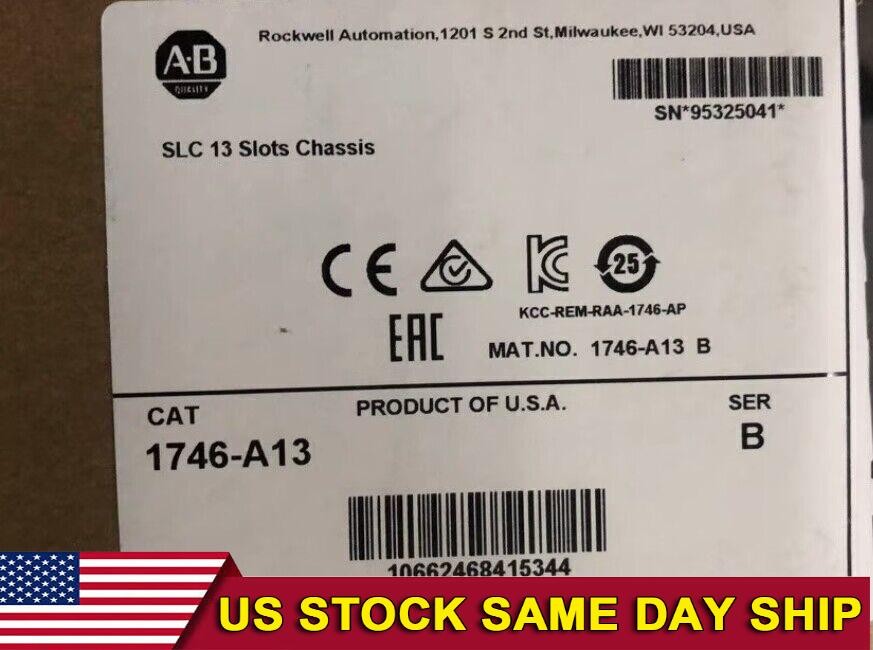 Rockwell Automation,1201 S 2nd St,Milwaukee,WI 53204,USA
A·B
QUALITY
SN*95325041*
SLC 13 Slots Chassis
CE
KC
25
KCC-REM-RAA-1746-AP
EAC
MAT.NO. 1746-A13 B
CAT
PRODUCT OF U.S.A.
SER
1746-A13
B
10662468415344
US STOCK SAME DAY SHIP